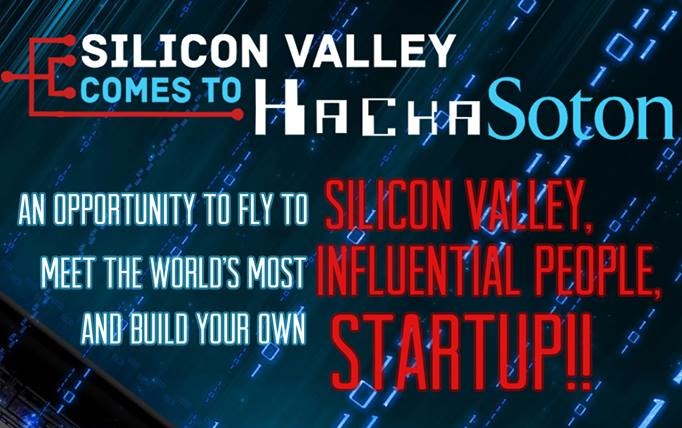 SILICON VALLEY
COMES TO HACKASoton
AN OPPORTUNITY TO FLY TO SILICON VALLEY,
MEET THE WORLD'S MOST INFLUENTIAL PEOPLE,
AND BUILD YOUR OWN STARTUP!!